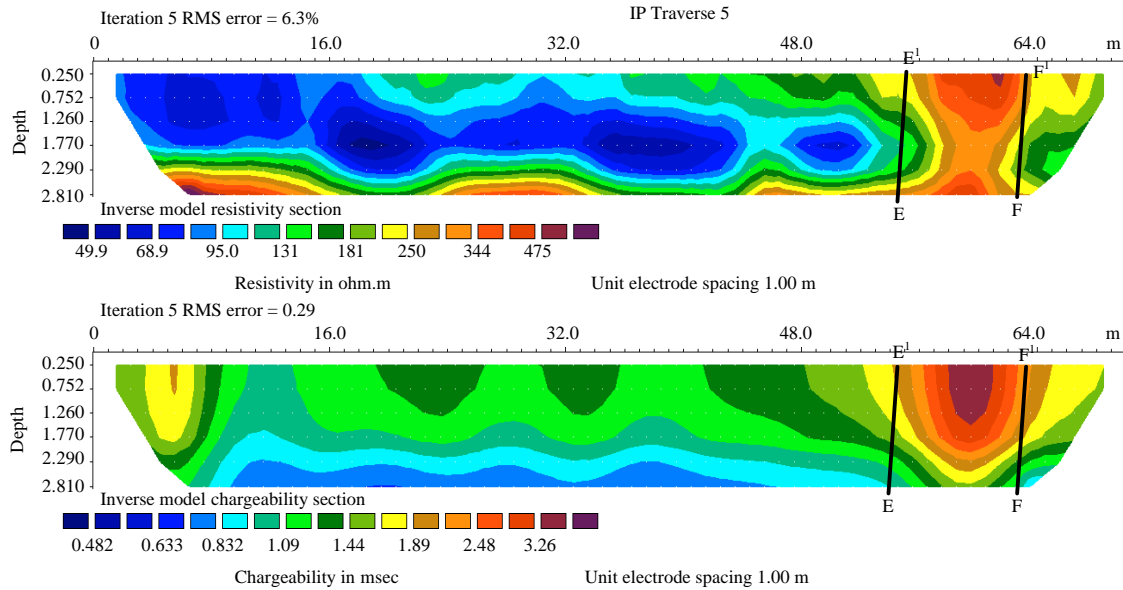 Iteration 5 RMS error = 6.3%
IP Traverse 5
0 16.0 32.0 48.0 64.0 m
E¹ F¹
Depth
0.250
0.752
1.260
1.770
2.290
2.810
E F
Inverse model resistivity section
49.9 68.9 95.0 131 181 250 344 475
Resistivity in ohm.m Unit electrode spacing 1.00 m
Iteration 5 RMS error = 0.29
0 16.0 32.0 48.0 64.0 m
E¹ F¹
Depth
0.250
0.752
1.260
1.770
2.290
2.810
E F
Inverse model chargeability section
0.482 0.633 0.832 1.09 1.44 1.89 2.48 3.26
Chargeability in msec Unit electrode spacing 1.00 m